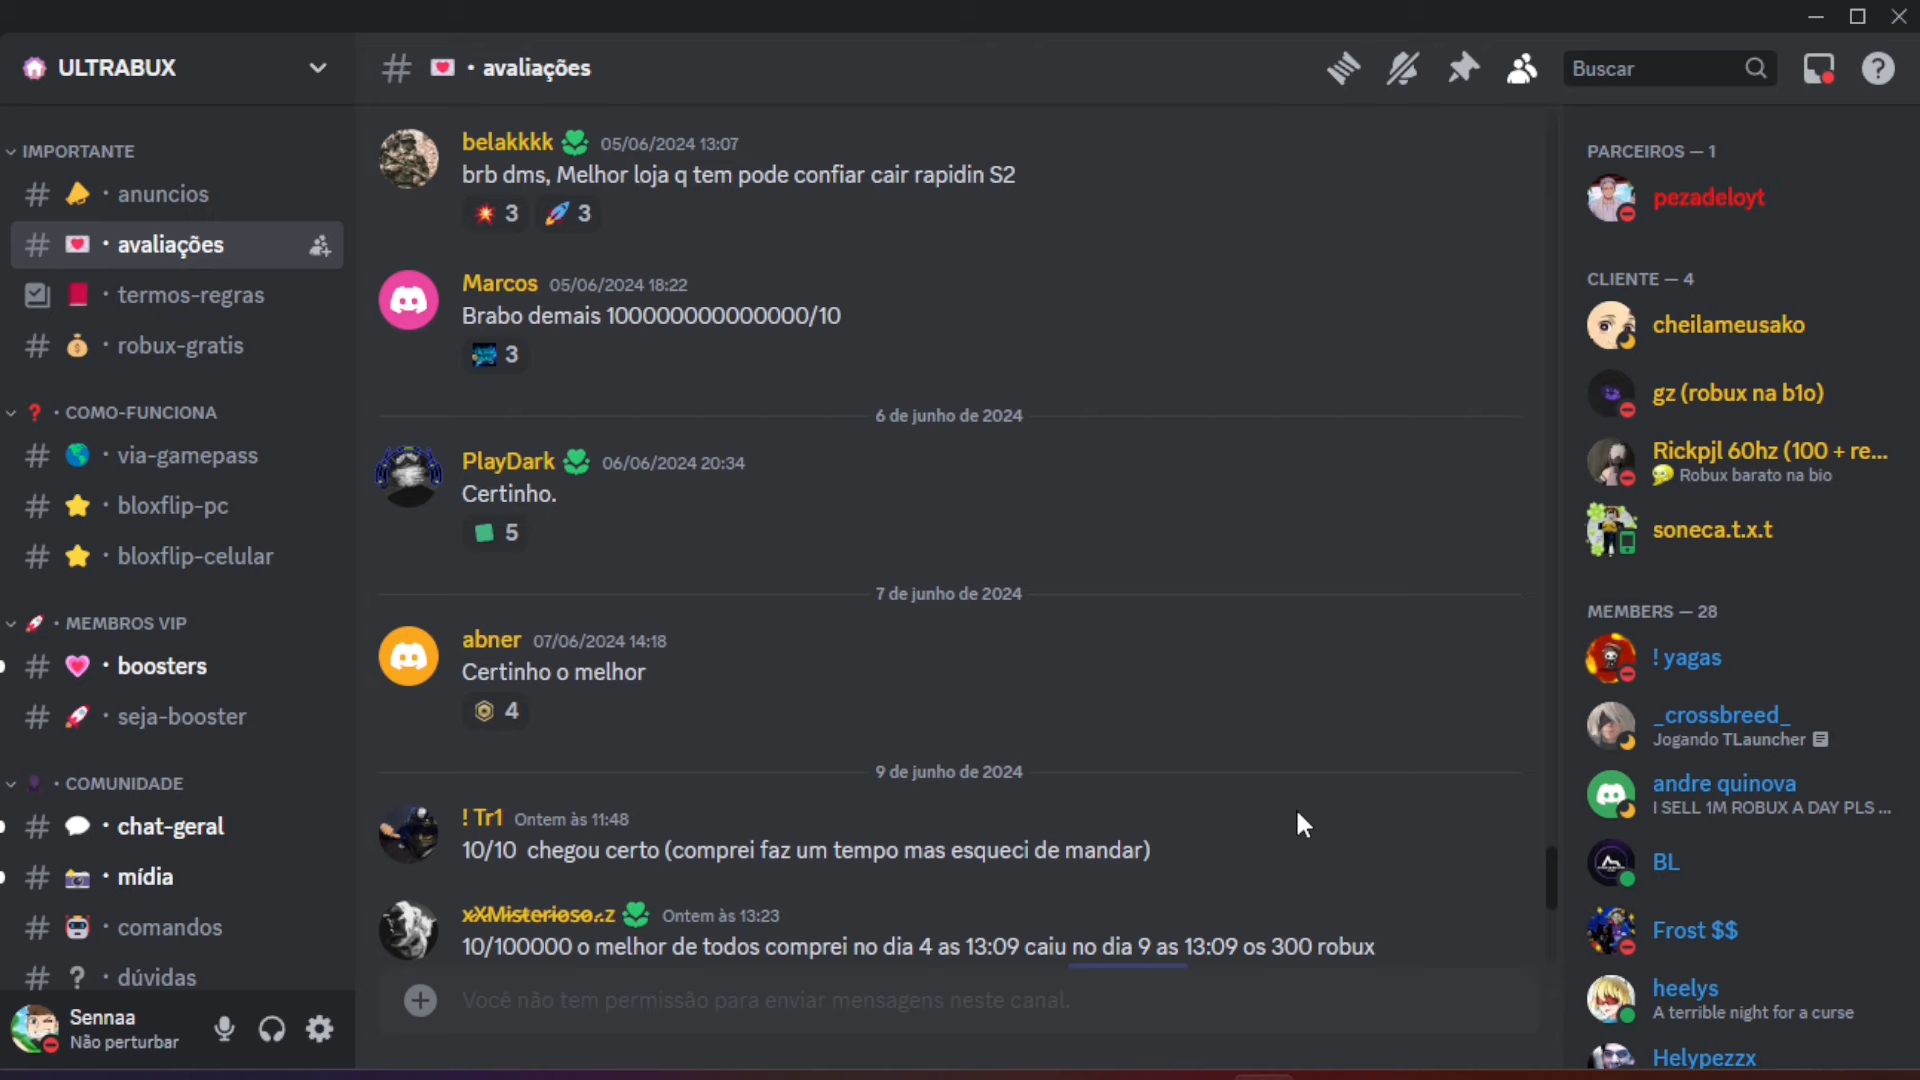 ULTRABUX
IMPORTANTE
# • anuncios
# • avaliações
• termos-regras
# • robux-gratis
• COMO-FUNCIONA
# • via-gamepass
# • bloxflip-pc
# • bloxflip-celular
• MEMBROS VIP
# • boosters
# • seja-booster
• COMUNIDADE
# • chat-geral
# • mídia
# • comandos
# ? • dúvidas
Sennaa
Não perturbar
# • avaliações
Buscar
belakkkk 05/06/2024 13:07
brb dms, Melhor loja q tem pode confiar cair rapidin S2
3 3
Marcos 05/06/2024 18:22
Brabo demais 100000000000000/10
3
6 de junho de 2024
PlayDark 06/06/2024 20:34
Certinho.
5
7 de junho de 2024
abner 07/06/2024 14:18
Certinho o melhor
4
9 de junho de 2024
! Tr1 Ontem às 11:48
10/10 chegou certo (comprei faz um tempo mas esqueci de mandar)
Ontem às 13:23
10/100000 o melhor de todos comprei no dia 4 as 13:09 caiu no dia 9 as 13:09 os 300 robux
Você não tem permissão para enviar mensagens neste canal.
PARCEIROS — 1
pezadeloyt
CLIENTE — 4
cheilameusako
gz (robux na b1o)
Rickpjl 60hz (100 + re...
Robux barato na bio
soneca.t.x.t
MEMBERS — 28
! yagas
_crossbreed_
Jogando TLauncher
andre quinova
I SELL 1M ROBUX A DAY PLS ...
BL
Frost $$
heelys
A terrible night for a curse
Helypezzx